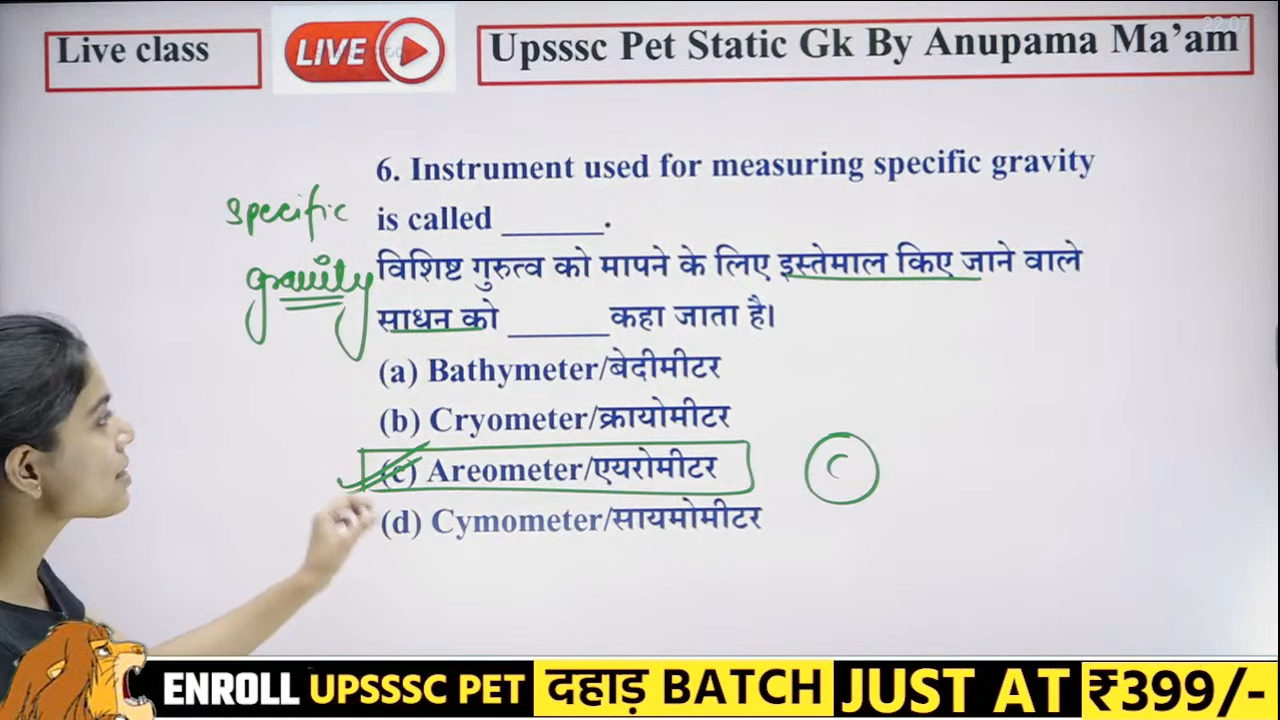 22:07
Live class
LIVE
Upsssc Pet Static Gk By Anupama Ma’am
6. Instrument used for measuring specific gravity
is called ______.
specific
gravity
विशिष्ट गुरुत्व को मापने के लिए इस्तेमाल किए जाने वाले
साधन को ______ कहा जाता है।
(a) Bathymeter/बेदीमीटर
(b) Cryometer/क्रायोमीटर
(c) Areometer/एयरोमीटर
C
(d) Cymometer/सायमोमीटर
ENROLL UPSSSC PET दहाड़ BATCH JUST AT ₹399/-